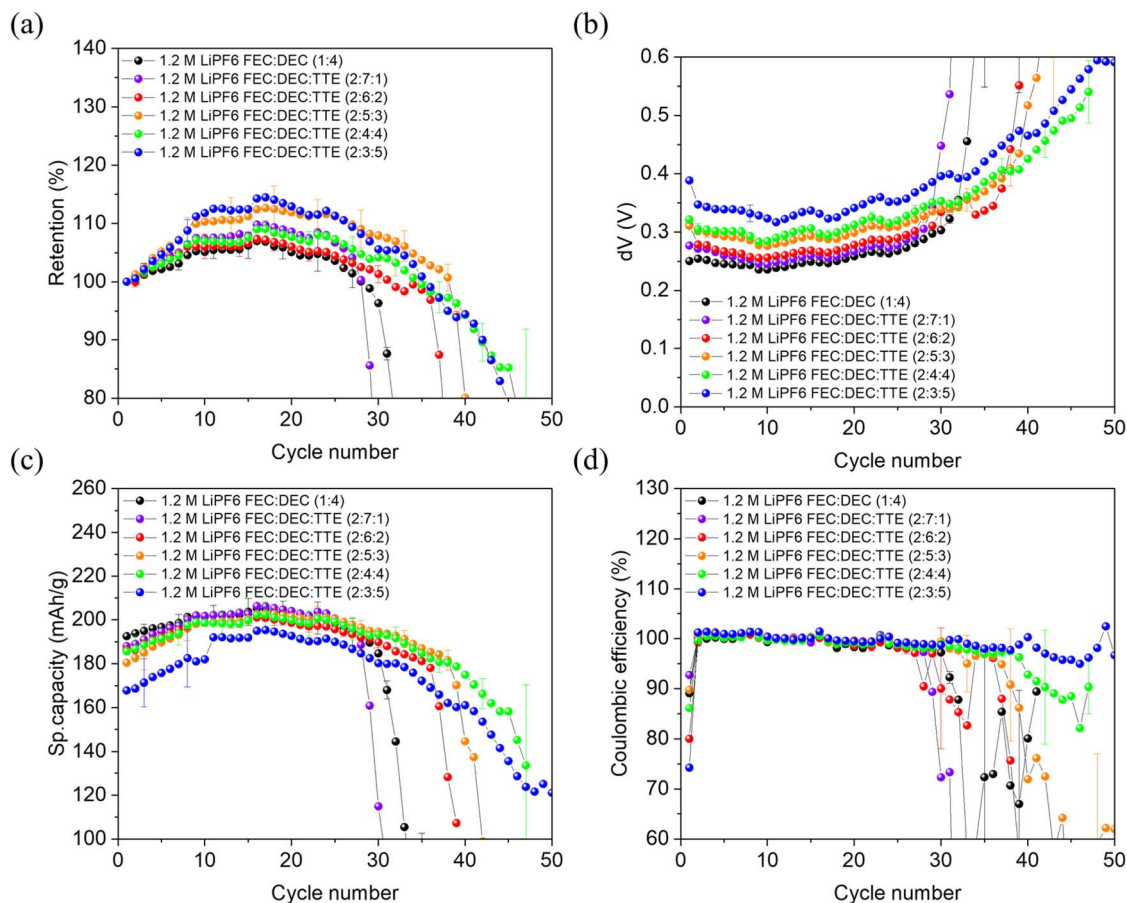 (a)
140
130
120
110
100
90
80
Retention (%)
1.2 M LiPF6 FEC:DEC (1:4)
1.2 M LiPF6 FEC:DEC:TTE (2:7:1)
1.2 M LiPF6 FEC:DEC:TTE (2:6:2)
1.2 M LiPF6 FEC:DEC:TTE (2:5:3)
1.2 M LiPF6 FEC:DEC:TTE (2:4:4)
1.2 M LiPF6 FEC:DEC:TTE (2:3:5)
0 10 20 30 40 50
Cycle number
(b)
0.6
0.5
0.4
0.3
0.2
0.1
0.0
dV (V)
1.2 M LiPF6 FEC:DEC (1:4)
1.2 M LiPF6 FEC:DEC:TTE (2:7:1)
1.2 M LiPF6 FEC:DEC:TTE (2:6:2)
1.2 M LiPF6 FEC:DEC:TTE (2:5:3)
1.2 M LiPF6 FEC:DEC:TTE (2:4:4)
1.2 M LiPF6 FEC:DEC:TTE (2:3:5)
0 10 20 30 40 50
Cycle number
(c)
260
240
220
200
180
160
140
120
100
Sp.capacity (mAh/g)
1.2 M LiPF6 FEC:DEC (1:4)
1.2 M LiPF6 FEC:DEC:TTE (2:7:1)
1.2 M LiPF6 FEC:DEC:TTE (2:6:2)
1.2 M LiPF6 FEC:DEC:TTE (2:5:3)
1.2 M LiPF6 FEC:DEC:TTE (2:4:4)
1.2 M LiPF6 FEC:DEC:TTE (2:3:5)
0 10 20 30 40 50
Cycle number
(d)
130
120
110
100
90
80
70
60
Coulombic efficiency (%)
1.2 M LiPF6 FEC:DEC (1:4)
1.2 M LiPF6 FEC:DEC:TTE (2:7:1)
1.2 M LiPF6 FEC:DEC:TTE (2:6:2)
1.2 M LiPF6 FEC:DEC:TTE (2:5:3)
1.2 M LiPF6 FEC:DEC:TTE (2:4:4)
1.2 M LiPF6 FEC:DEC:TTE (2:3:5)
0 10 20 30 40 50
Cycle number